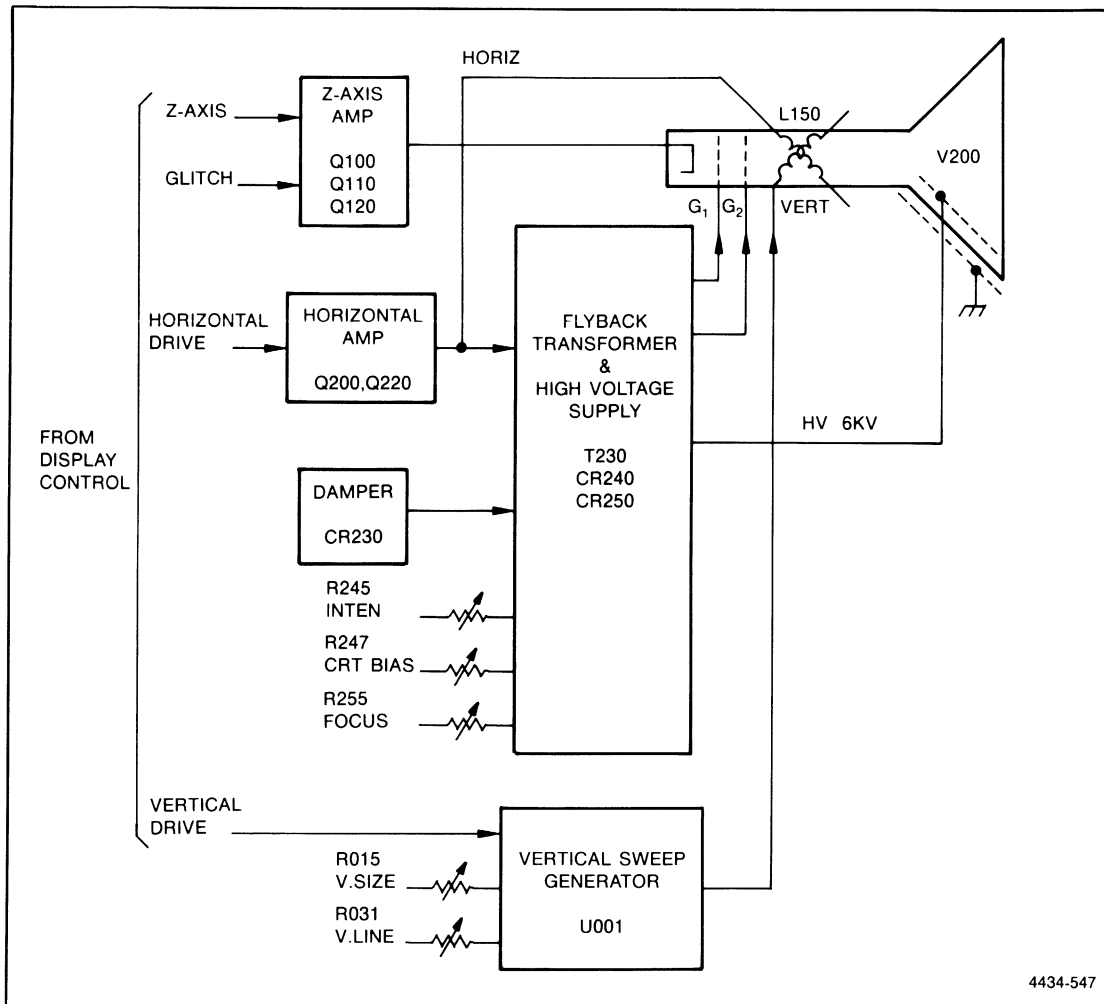 HORIZ
Z-AXIS
GLITCH
Z-AXIS
AMP
Q100
Q110
Q120
L150
V200
G1 G2 VERT
HORIZONTAL
DRIVE
HORIZONTAL
AMP
Q200,Q220
FLYBACK
TRANSFORMER
&
HIGH VOLTAGE
SUPPLY
T230
CR240
CR250
HV 6KV
FROM
DISPLAY
CONTROL
DAMPER
CR230
R245
INTEN
R247
CRT BIAS
R255
FOCUS
VERTICAL
DRIVE
R015
V.SIZE
R031
V.LINE
VERTICAL SWEEP
GENERATOR
U001
4434-547